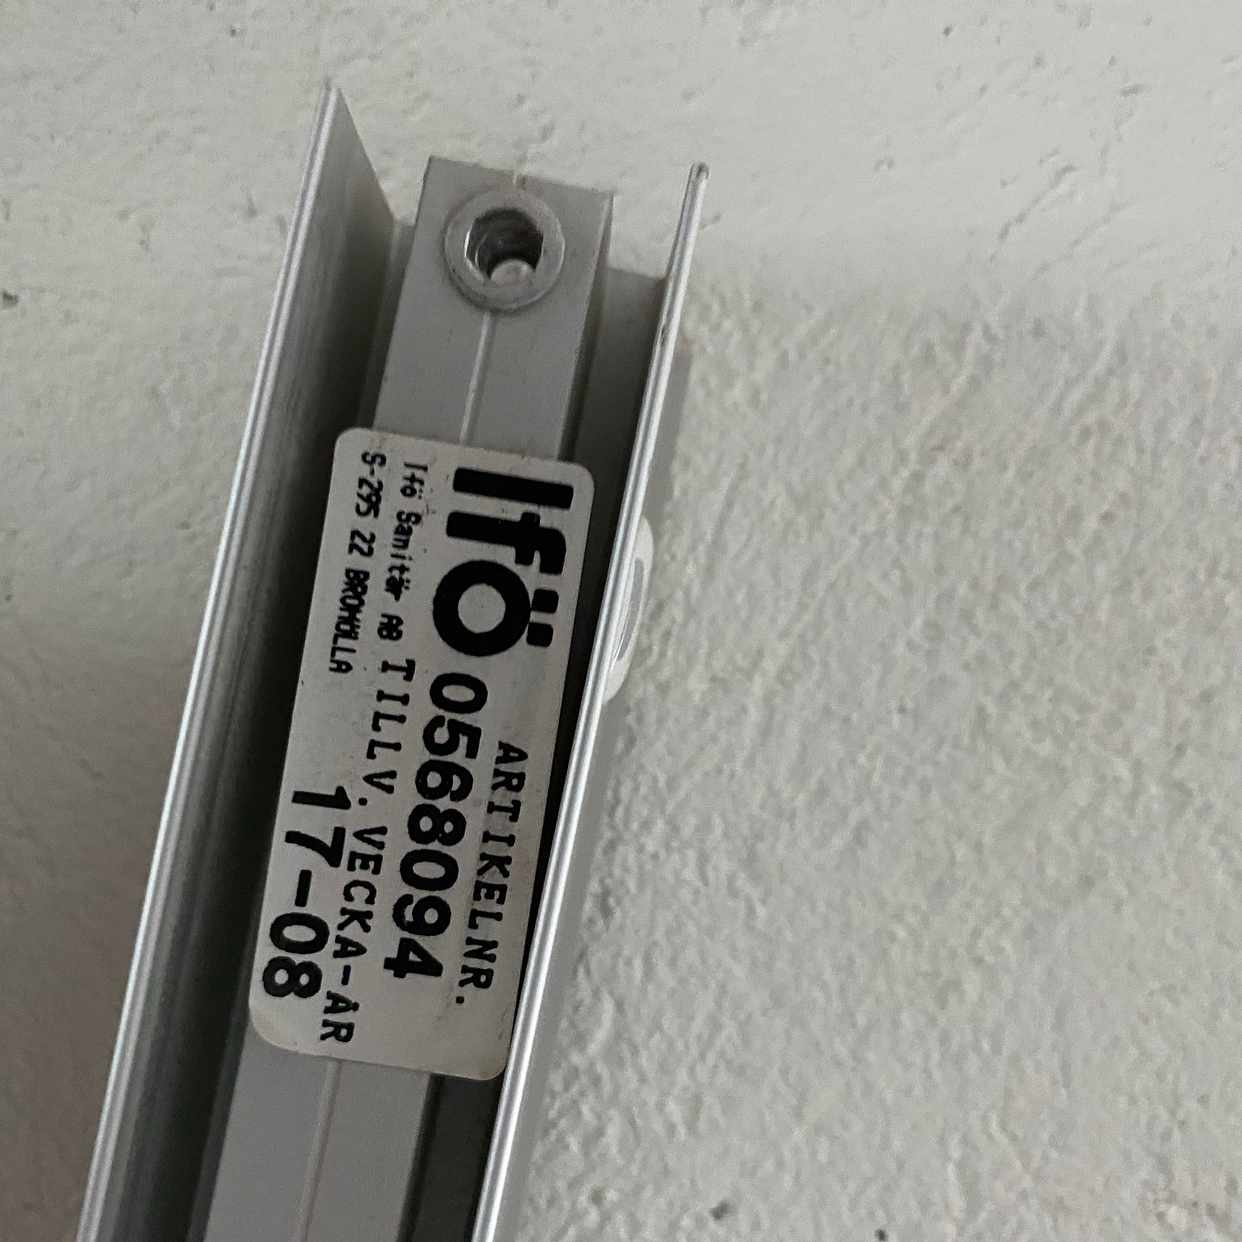 Ifö
ARTIKELNR.
0568094
Ifö Sanitär AB
S-295 22 BROMÖLLA
TILLV.VECKA-ÅR
17-08